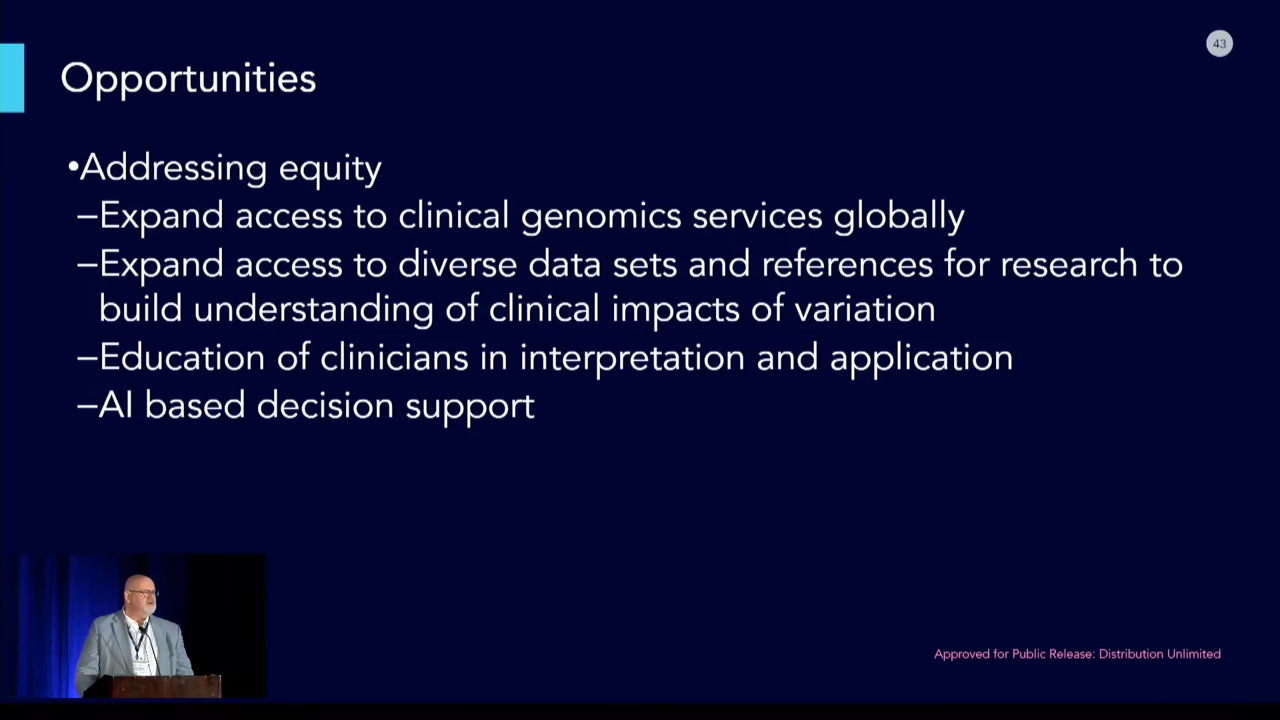 43
Opportunities
•Addressing equity
–Expand access to clinical genomics services globally
–Expand access to diverse data sets and references for research to
build understanding of clinical impacts of variation
–Education of clinicians in interpretation and application
–AI based decision support
Approved for Public Release: Distribution Unlimited